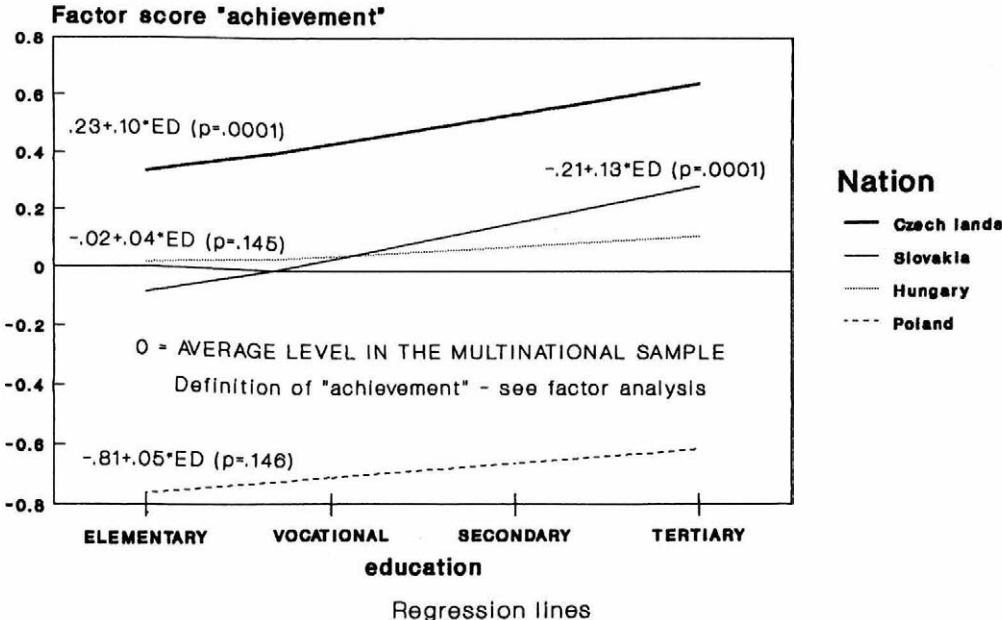 Factor score "achievement"
0.8
0.6
0.4
0.2
0
-0.2
-0.4
-0.6
-0.8
.23+.10*ED (p=.0001)
-.21+.13*ED (p=.0001)
-.02+.04*ED (p=.145)
0 = AVERAGE LEVEL IN THE MULTINATIONAL SAMPLE
Definition of "achievement" - see factor analysis
-.81+.05*ED (p=.146)
ELEMENTARY VOCATIONAL SECONDARY TERTIARY
education
Regression lines
Nation
Czech lands
Slovakia
Hungary
Poland